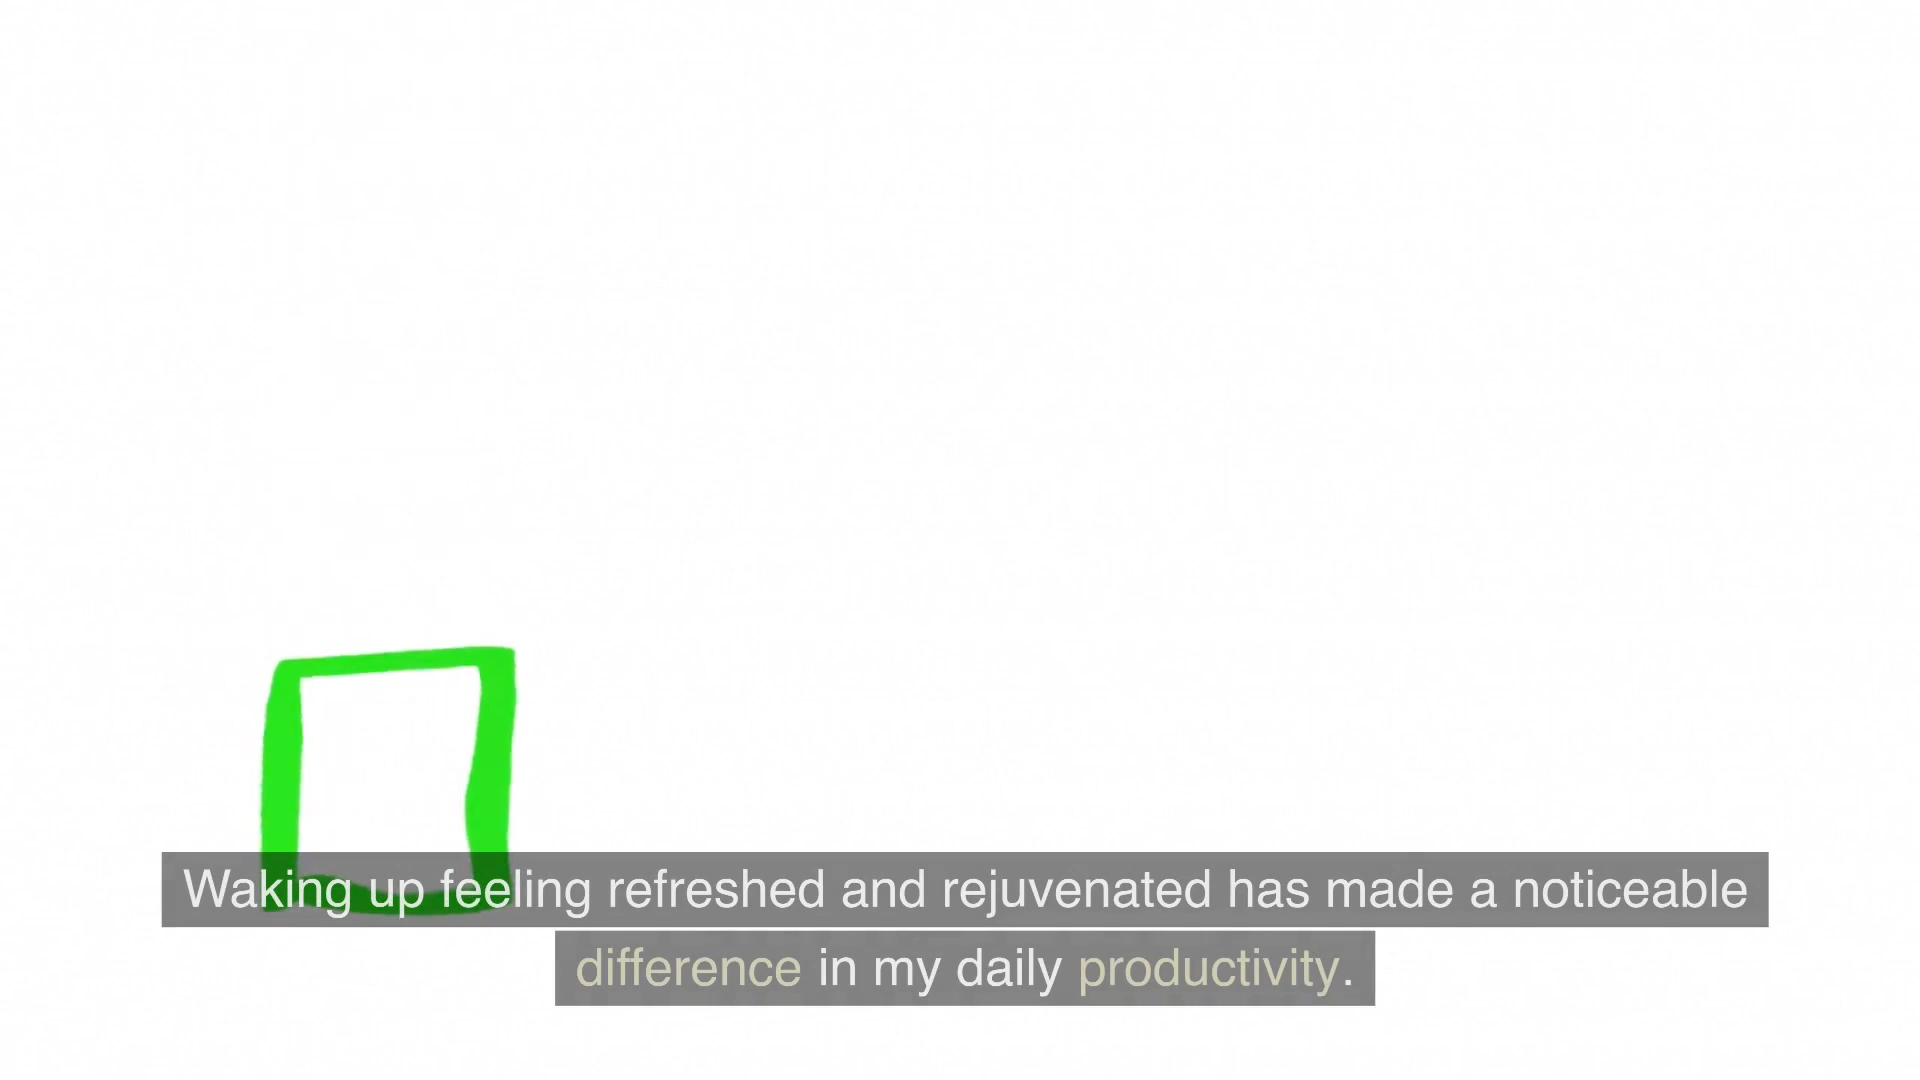 Waking up feeling refreshed and rejuvenated has made a noticeable
difference in my daily productivity.